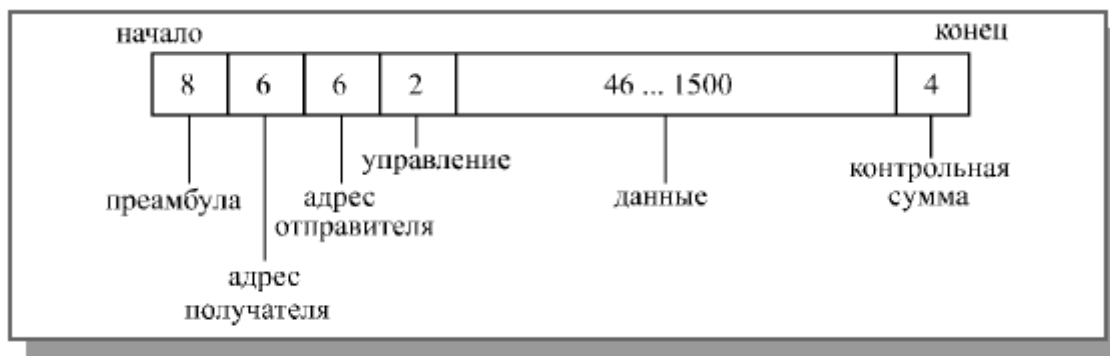 начало
конец
8 6 6 2 46 ... 1500 4
управление
преамбула
адрес
отправителя
данные
контрольная
сумма
адрес
получателя